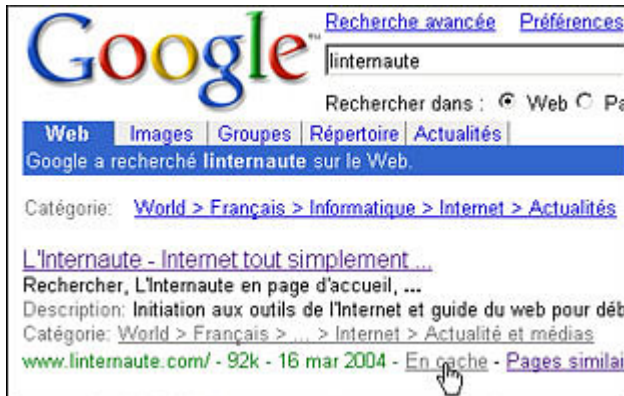 Google™
Recherche avancée Préférences
linternaute
Rechercher dans : Web
Web Images Groupes Répertoire Actualités
Google a recherché linternaute sur le Web.
Catégorie: World > Français > Informatique > Internet > Actualités
L'Internaute - Internet tout simplement ...
Rechercher, L'Internaute en page d'accueil, ...
Description: Initiation aux outils de l'Internet et guide du web pour déb
Catégorie: World > Français > ... > Internet > Actualité et médias
www.linternaute.com/ - 92k - 16 mar 2004 - En cache - Pages similai